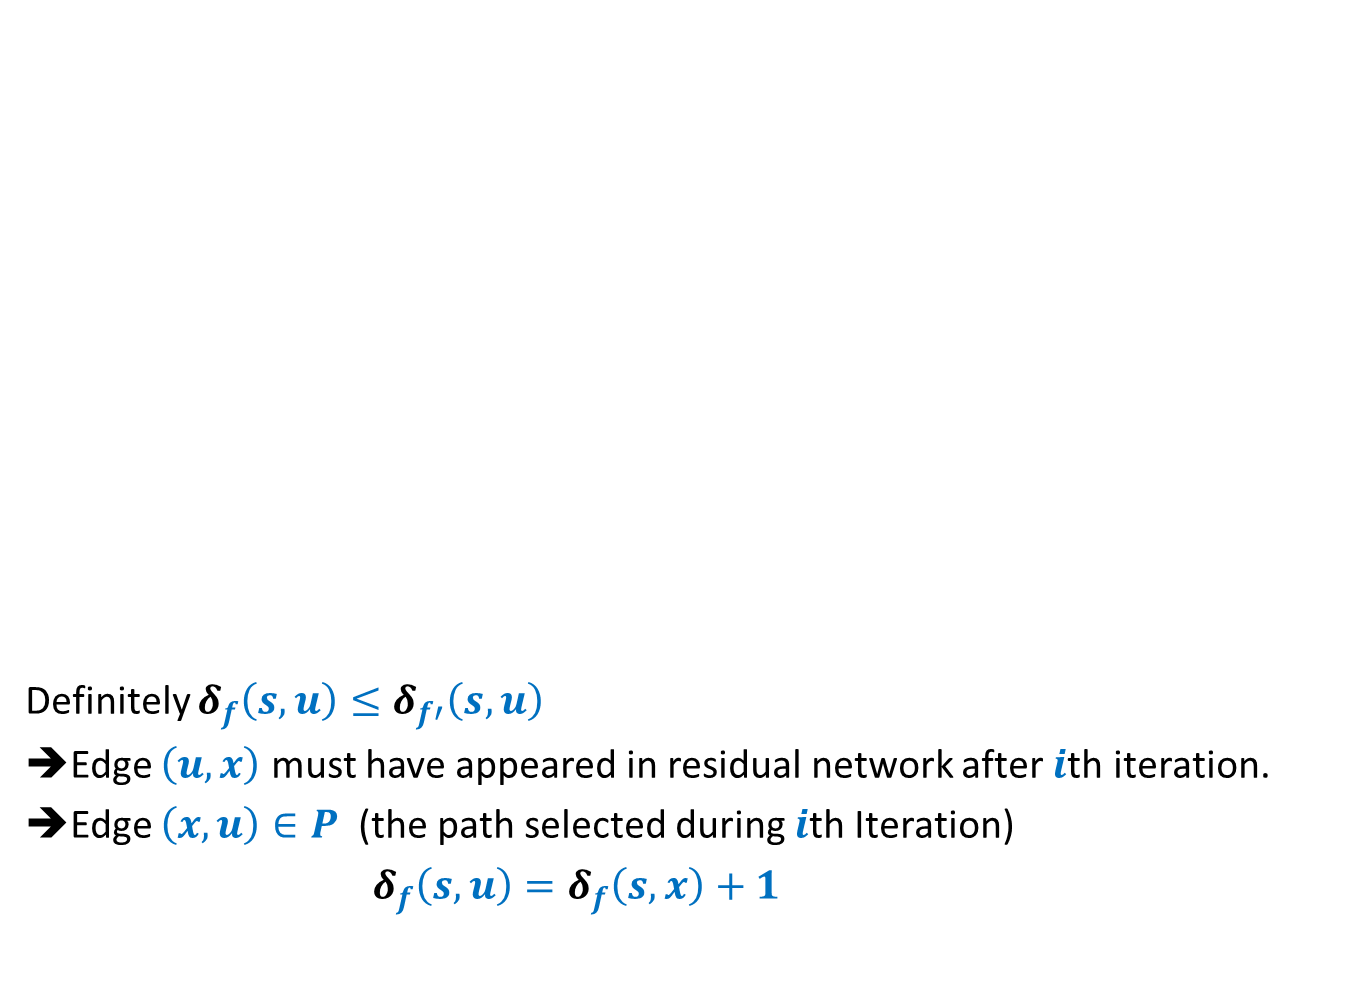 Definitely δ_f(s, u) ≤ δ_f′(s, u)
➔Edge (u, x) must have appeared in residual network after ith iteration.
➔Edge (x, u) ∈ P (the path selected during ith Iteration)
δ_f(s, u) = δ_f(s, x) + 1